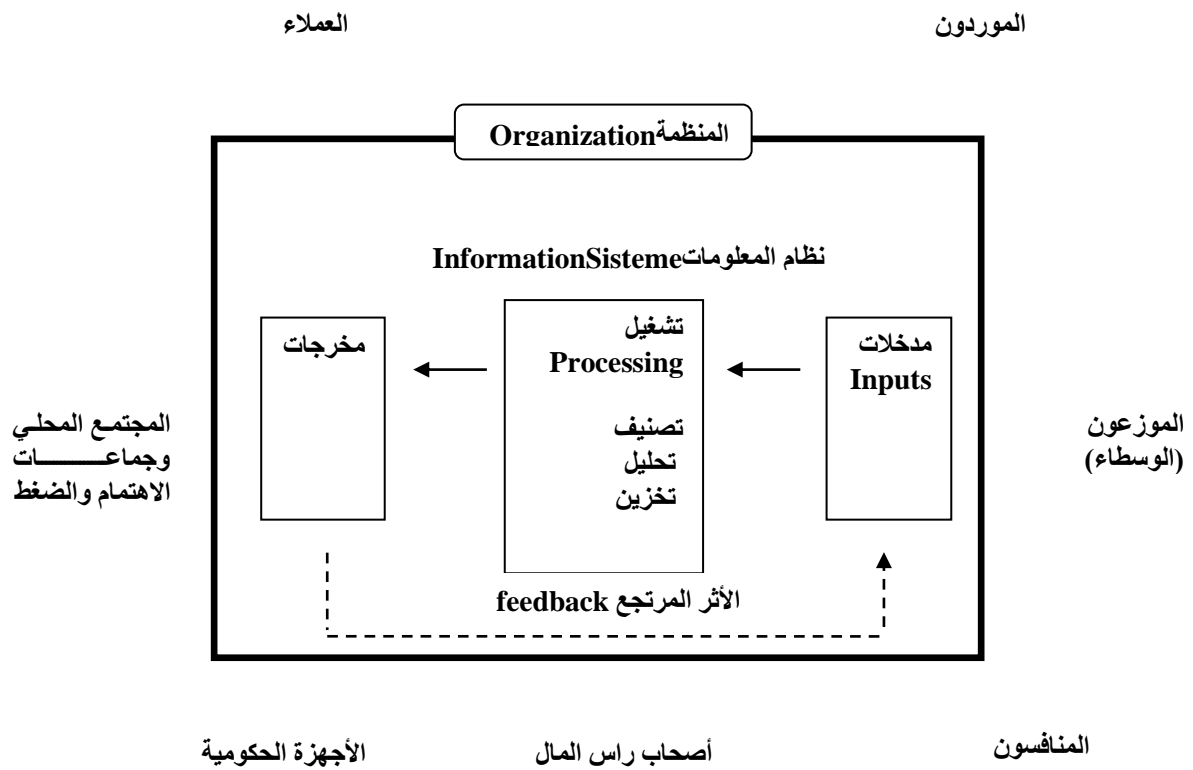 الموردون
العملاء
المنظمةOrganization
نظام المعلوماتInformationSisteme
مدخلات
Inputs
تشغيل
Processing
تصنيف
تحليل
تخزين
مخرجات
الموزعون
(الوسطاء)
المجتمع المحلي
وجماعـــــــات
الاهتمام والضغط
الأثر المرتجع feedback
المنافسون
أصحاب راس المال
الأجهزة الحكومية